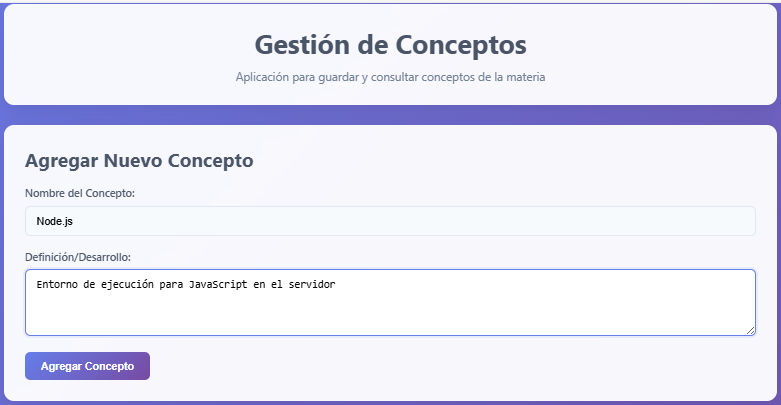 Gestión de Conceptos
Aplicación para guardar y consultar conceptos de la materia
Agregar Nuevo Concepto
Nombre del Concepto:
Node.js
Definición/Desarrollo:
Entorno de ejecución para JavaScript en el servidor
Agregar Concepto